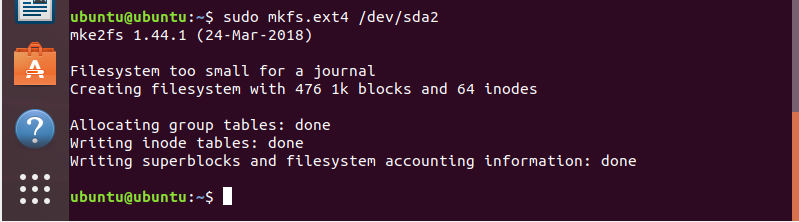 ubuntu@ubuntu:~$ sudo mkfs.ext4 /dev/sda2
mke2fs 1.44.1 (24-Mar-2018)
Filesystem too small for a journal
Creating filesystem with 476 1k blocks and 64 inodes
Allocating group tables: done
Writing inode tables: done
Writing superblocks and filesystem accounting information: done
ubuntu@ubuntu:~$